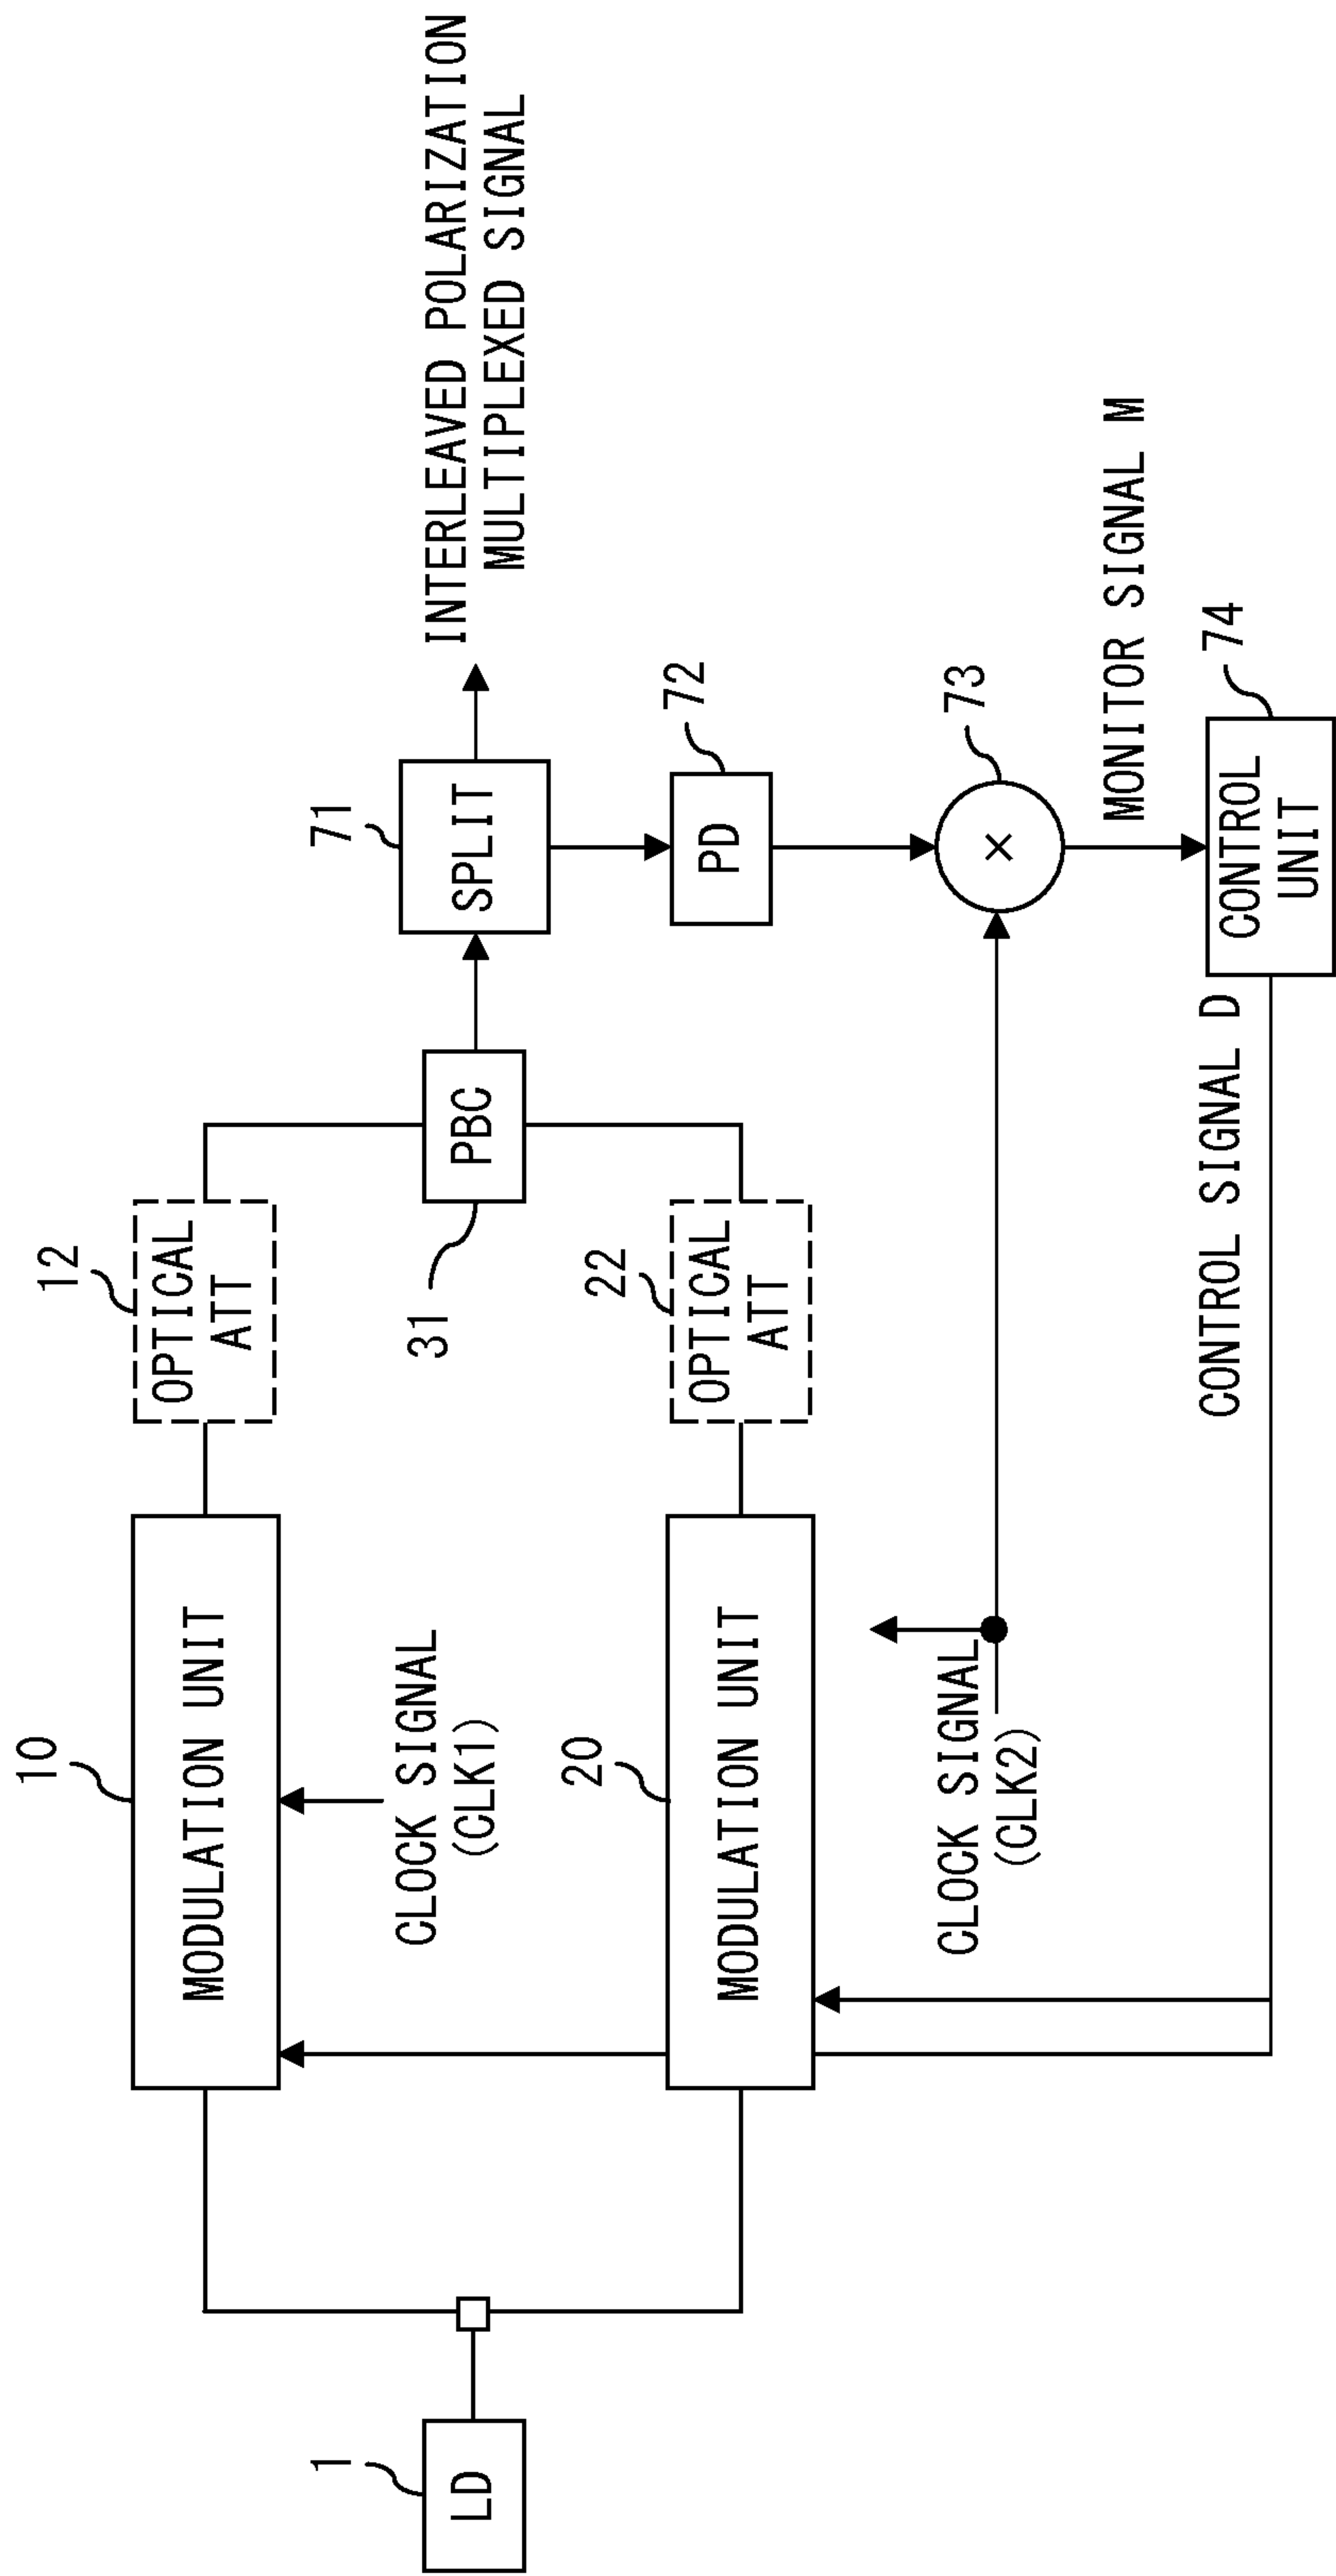 1
LD
10
MODULATION UNIT
CLOCK SIGNAL
(CLK1)
12
OPTICAL
ATT
20
MODULATION UNIT
CLOCK SIGNAL
(CLK2)
22
OPTICAL
ATT
31
PBC
71
SPLIT
INTERLEAVED POLARIZATION
MULTIPLEXED SIGNAL
72
PD
73
×
MONITOR SIGNAL M
74
CONTROL
UNIT
CONTROL SIGNAL D